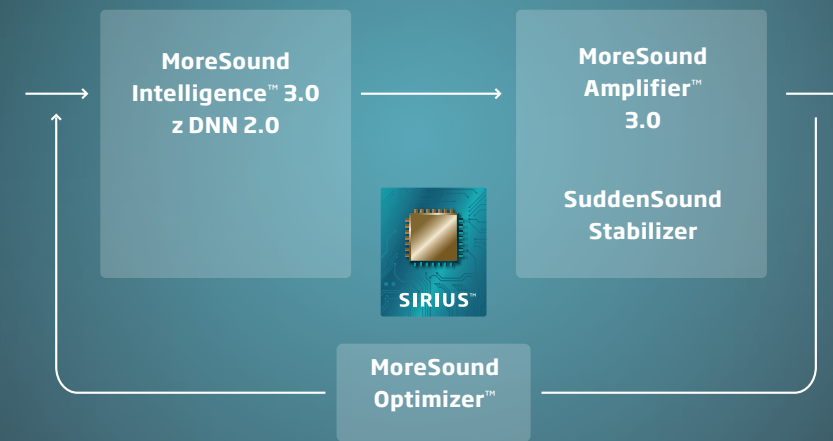 MoreSound
Intelligence™ 3.0
z DNN 2.0
MoreSound
Amplifier™
3.0
SuddenSound
Stabilizer
SIRIUS™
MoreSound
Optimizer™